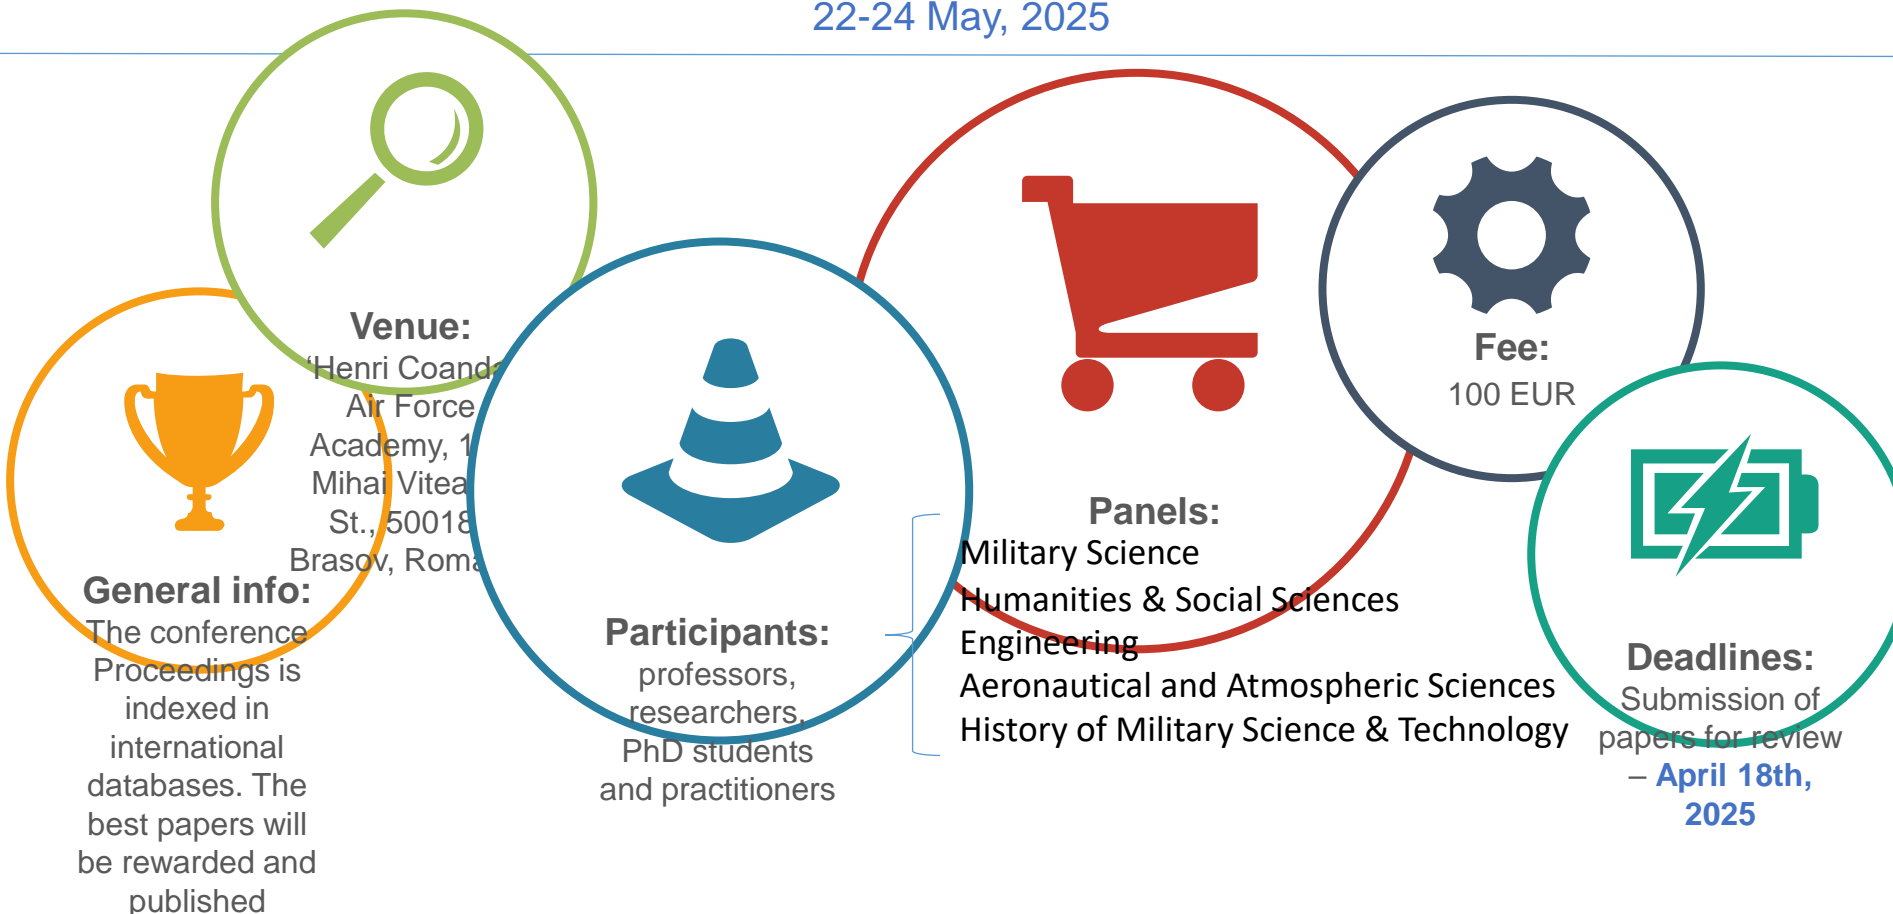 22-24 May, 2025
Venue:
‘Henri Coanda
Air Force
Academy, 1
Mihai Vitea
St., 50018
Brasov, Roma
General info:
The conference
Proceedings is
indexed in
international
databases. The
best papers will
be rewarded and
published
Participants:
professors,
researchers,
PhD students
and practitioners
Panels:
Military Science
Humanities & Social Sciences
Engineering
Aeronautical and Atmospheric Sciences
History of Military Science & Technology
Fee:
100 EUR
Deadlines:
Submission of
papers for review
– April 18th,
2025